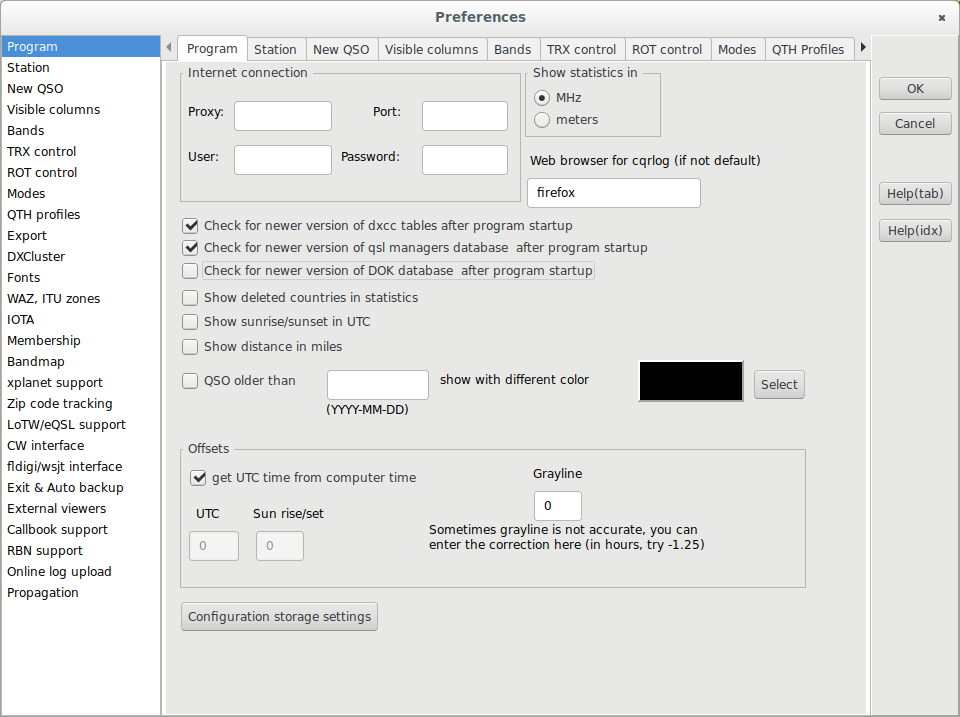 Preferences
Program
Station
New QSO
Visible columns
Bands
TRX control
ROT control
Modes
QTH profiles
Export
DXCluster
Fonts
WAZ, ITU zones
IOTA
Membership
Bandmap
xplanet support
Zip code tracking
LoTW/eQSL support
CW interface
fldigi/wsjt interface
Exit & Auto backup
External viewers
Callbook support
RBN support
Online log upload
Propagation
Program Station New QSO Visible columns Bands TRX control ROT control Modes QTH Profiles
Internet connection
Proxy: Port:
User: Password:
Show statistics in
MHz
meters
Web browser for cqrlog (if not default)
firefox
Check for newer version of dxcc tables after program startup
Check for newer version of qsl managers database  after program startup
Check for newer version of DOK database  after program startup
Show deleted countries in statistics
Show sunrise/sunset in UTC
Show distance in miles
QSO older than show with different color Select
(YYYY-MM-DD)
Offsets
get UTC time from computer time
UTC Sun rise/set
0 0
Grayline
0
Sometimes grayline is not accurate, you can
enter the correction here (in hours, try -1.25)
Configuration storage settings
OK
Cancel
Help(tab)
Help(idx)